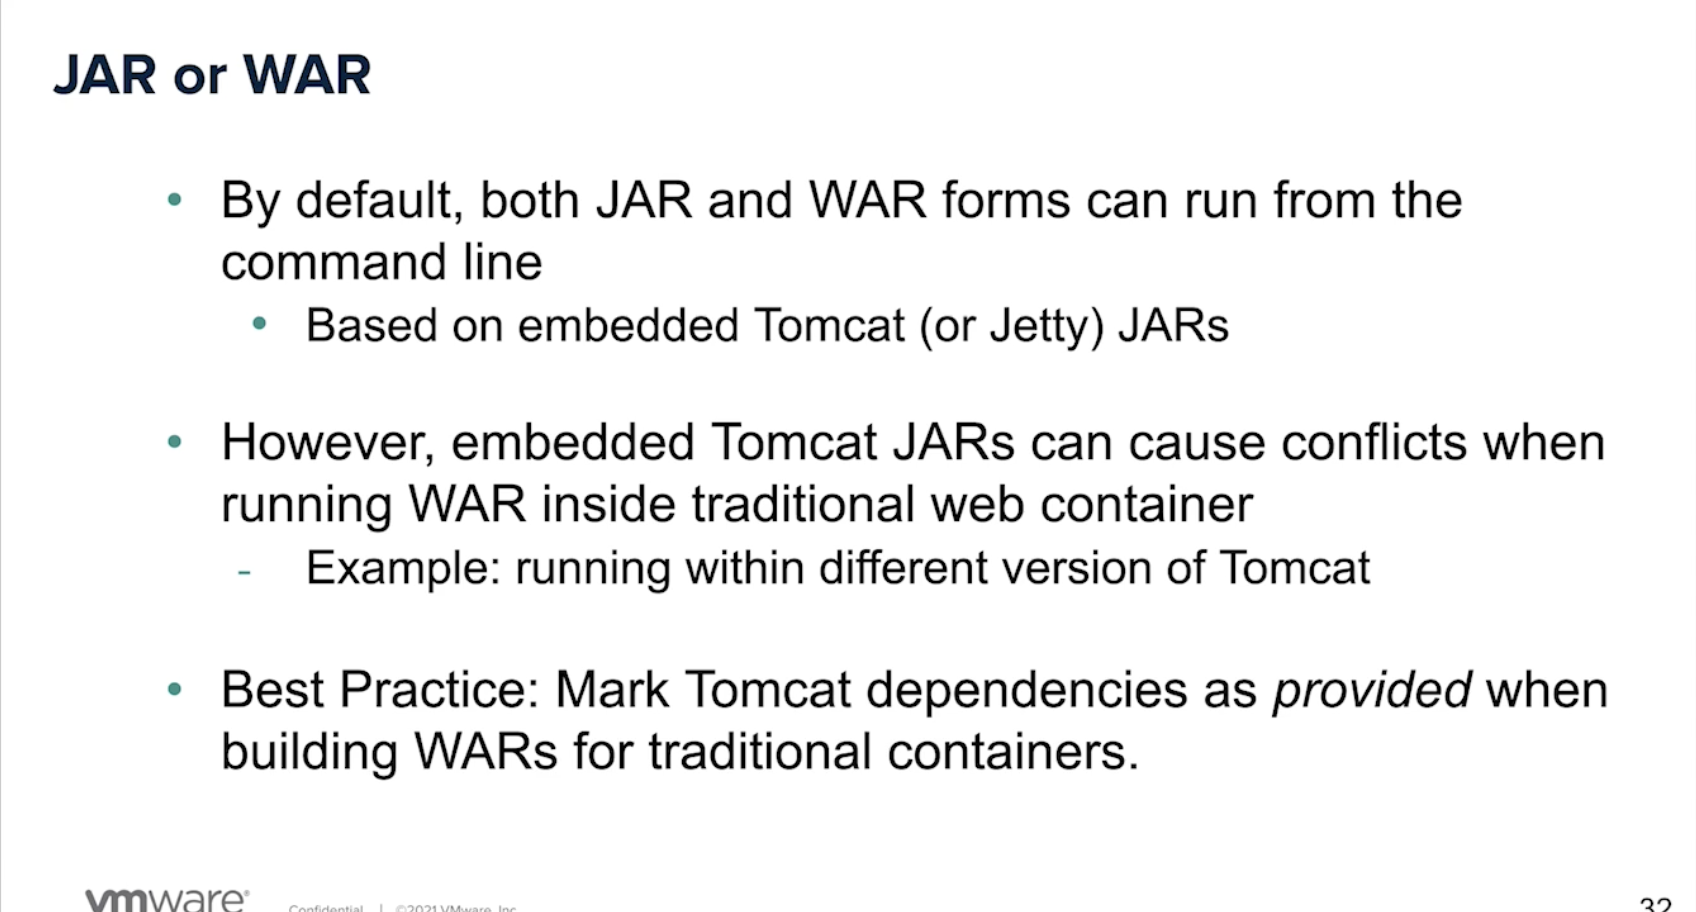 JAR or WAR
• By default, both JAR and WAR forms can run from the
command line
• Based on embedded Tomcat (or Jetty) JARs
• However, embedded Tomcat JARs can cause conflicts when
running WAR inside traditional web container
- Example: running within different version of Tomcat
• Best Practice: Mark Tomcat dependencies as provided when
building WARs for traditional containers.
vmware® Confidential | ©2021 VMware, Inc. 32